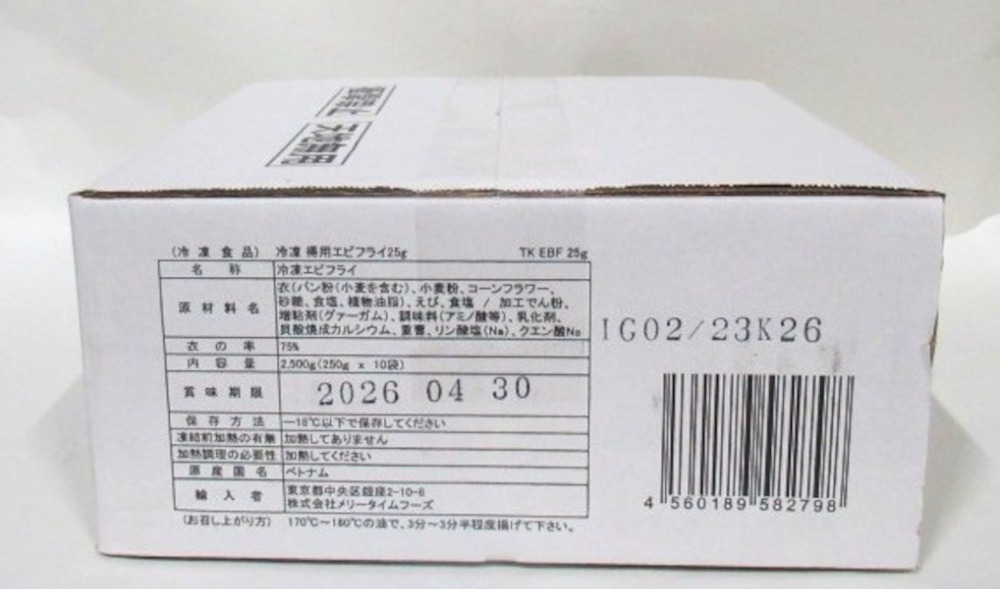 天地無用
(冷凍食品) 冷凍 得用エビフライ25g TK EBF 25g
名称 冷凍エビフライ
原材料名 衣(パン粉(小麦を含む)、小麦粉、コーンフラワー、
砂糖、食塩、植物油脂)、えび、食塩 / 加工でん粉、
増粘剤(グァーガム)、調味料(アミノ酸等)、乳化剤、
貝殻焼成カルシウム、重曹、リン酸塩(Na)、クエン酸Na
衣の率 75%
内容量 2,500g(250g x 10袋)
賞味期限 2026 04 30
保存方法 −18℃以下で保存してください
凍結前加熱の有無 加熱してありません
加熱調理の必要性 加熱してください
原産国名 ベトナム
輸入者 東京都中央区銀座2-10-6
株式会社メリータイムフーズ
(お召し上がり方) 170℃〜180℃の油で、3分〜3分半程度揚げて下さい。
IG02/23K26
4 560189 582798